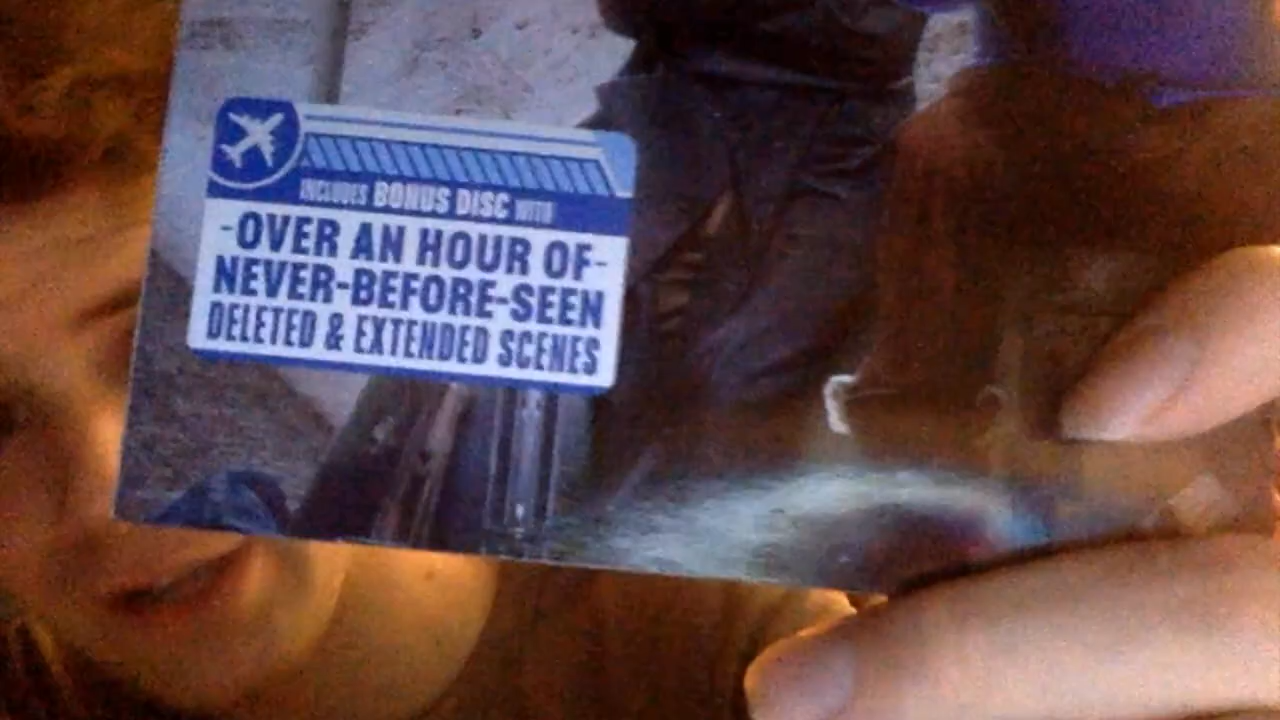 INCLUDES BONUS DISC WITH
-OVER AN HOUR OF-
NEVER-BEFORE-SEEN
DELETED & EXTENDED SCENES